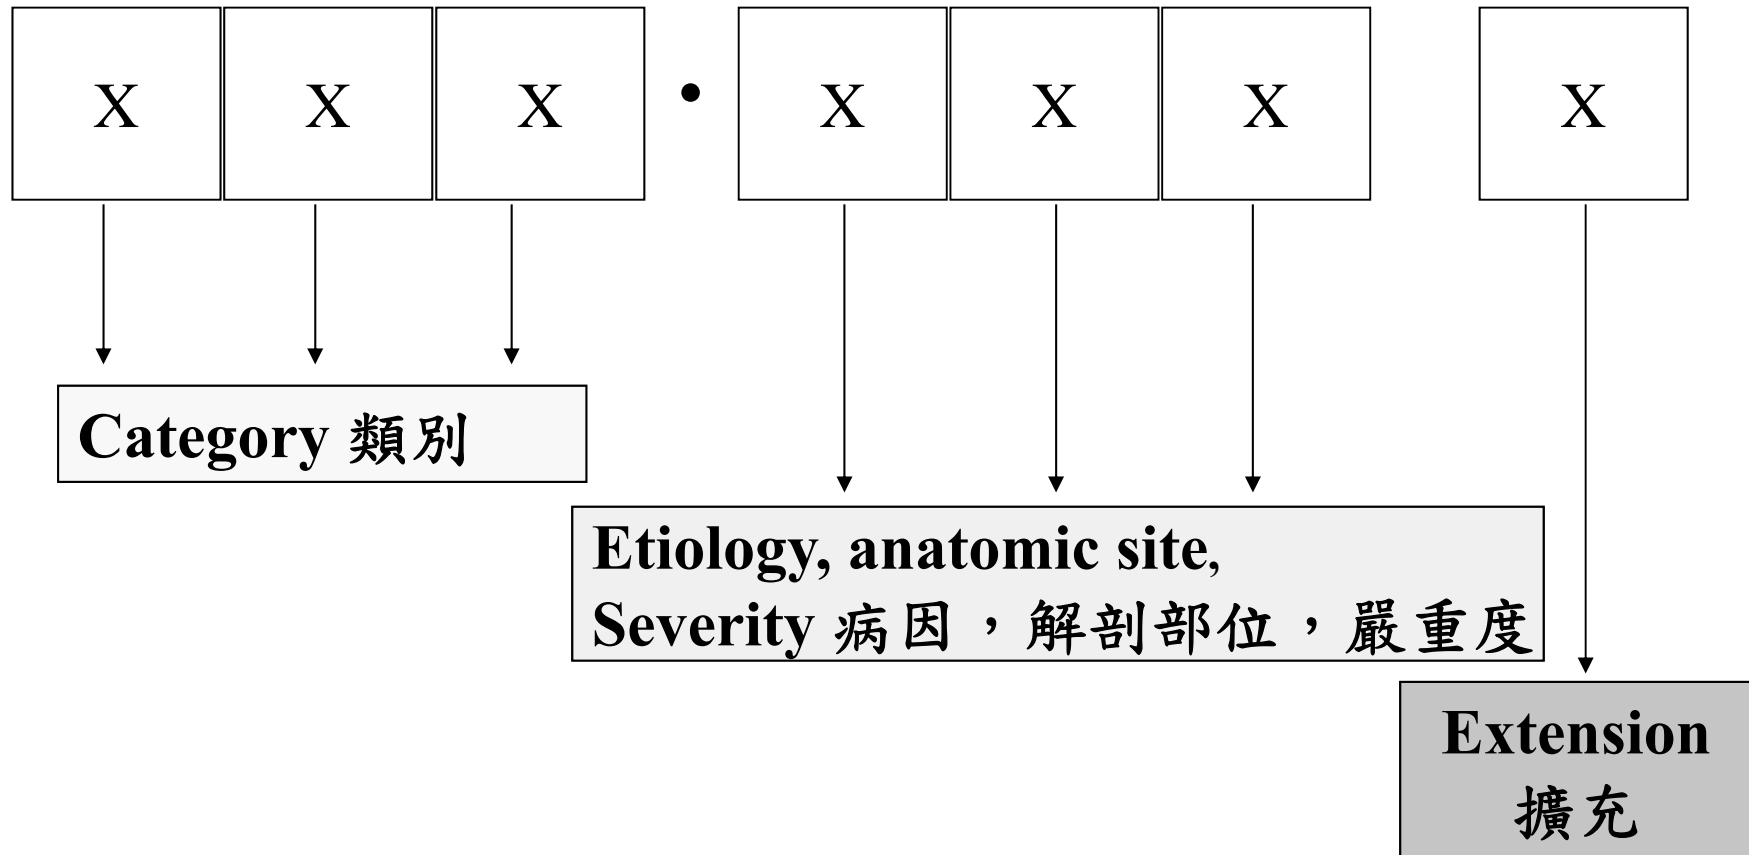 X X X • X X X X
Category 類別
Etiology, anatomic site,
Severity 病因，解剖部位，嚴重度
Extension
擴充